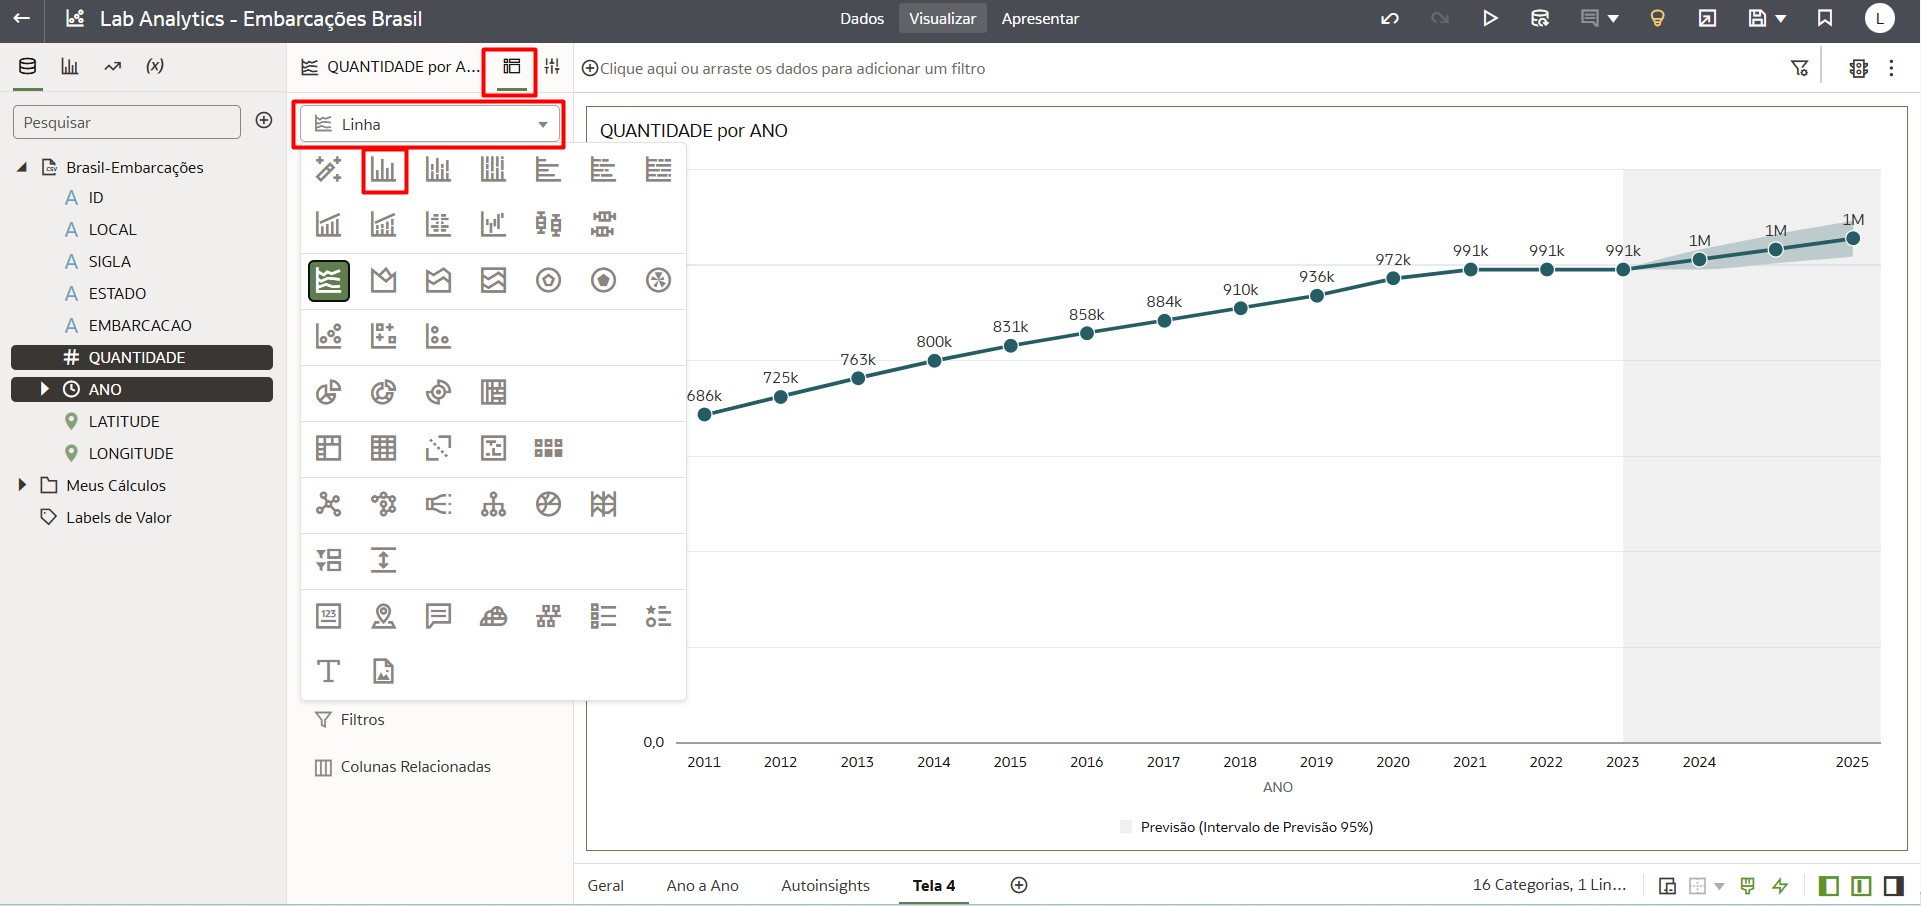 Lab Analytics - Embarcações Brasil
Dados
Visualizar
Apresentar
L
(x)
QUANTIDADE por A...
Clique aqui ou arraste os dados para adicionar um filtro
Pesquisar
Linha
Brasil-Embarcações
CSV
ID
LOCAL
SIGLA
ESTADO
EMBARCACAO
QUANTIDADE
ANO
LATITUDE
LONGITUDE
Meus Cálculos
Labels de Valor
123
T
Filtros
Colunas Relacionadas
QUANTIDADE por ANO
686k
725k
763k
800k
831k
858k
884k
910k
936k
972k
991k
991k
991k
1M
1M
1M
0,0
2011
2012
2013
2014
2015
2016
2017
2018
2019
2020
2021
2022
2023
2024
2025
ANO
Previsão (Intervalo de Previsão 95%)
Geral
Ano a Ano
Autoinsights
Tela 4
16 Categorias, 1 Lin...